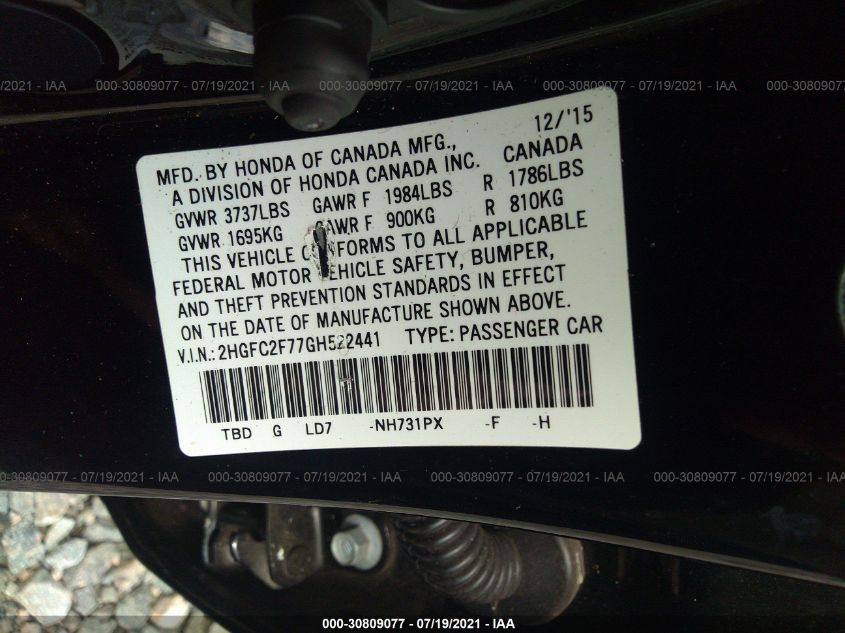 000-30809077 - 07/19/2021 - IAA
12/'15
MFD. BY HONDA OF CANADA MFG.,
A DIVISION OF HONDA CANADA INC. CANADA
GVWR 3737LBS GAWR F 1984LBS R 1786LBS
GVWR 1695KG GAWR F 900KG R 810KG
THIS VEHICLE CONFORMS TO ALL APPLICABLE
FEDERAL MOTOR VEHICLE SAFETY, BUMPER,
AND THEFT PREVENTION STANDARDS IN EFFECT
ON THE DATE OF MANUFACTURE SHOWN ABOVE.
V.I.N.: 2HGFC2F77GH522441 TYPE: PASSENGER CAR
TBD G LD7 -NH731PX -F -H
000-30809077 - 07/19/2021 - IAA
000-30809077 - 07/19/2021 - IAA